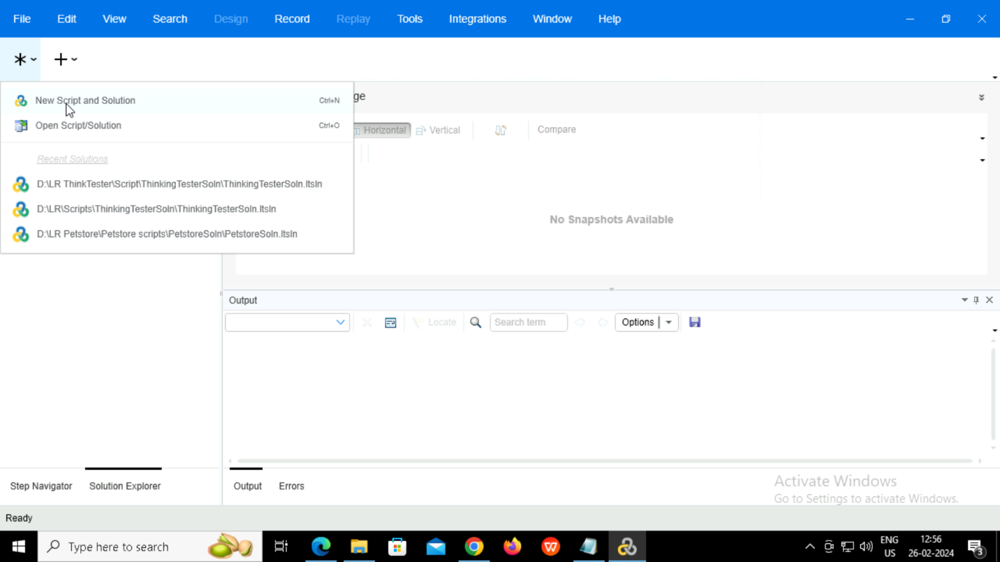 File Edit View Search Design Record Replay Tools Integrations Window Help
New Script and Solution Ctrl+N
ge
Open Script/Solution Ctrl+O
Horizontal Vertical Compare
Recent Solutions
D:\LR ThinkTester\Script\ThinkingTesterSoln\ThinkingTesterSoln.ltsln
D:\LR\Scripts\ThinkingTesterSoln\ThinkingTesterSoln.ltsln
D:\LR Petstore\Petstore scripts\PetstoreSoln\PetstoreSoln.ltsln
No Snapshots Available
Output
Locate Search term Options
Step Navigator Solution Explorer Output Errors
Activate Windows
Go to Settings to activate Windows.
Ready
Type here to search
ENG
US
12:56
26-02-2024
3